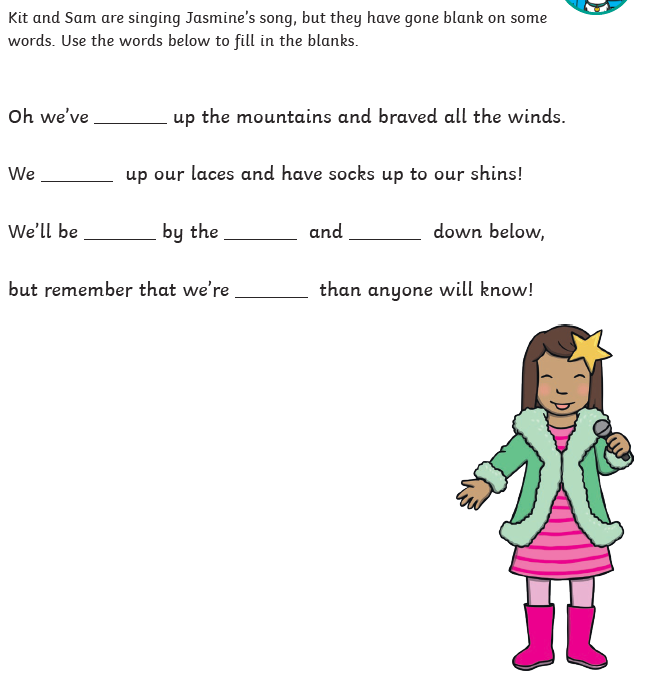 Kit and Sam are singing Jasmine's song, but they have gone blank on some
words. Use the words below to fill in the blanks.
Oh we've _______ up the mountains and braved all the winds.
We _______ up our laces and have socks up to our shins!
We'll be _______ by the _______ and _______ down below,
but remember that we're _______ than anyone will know!